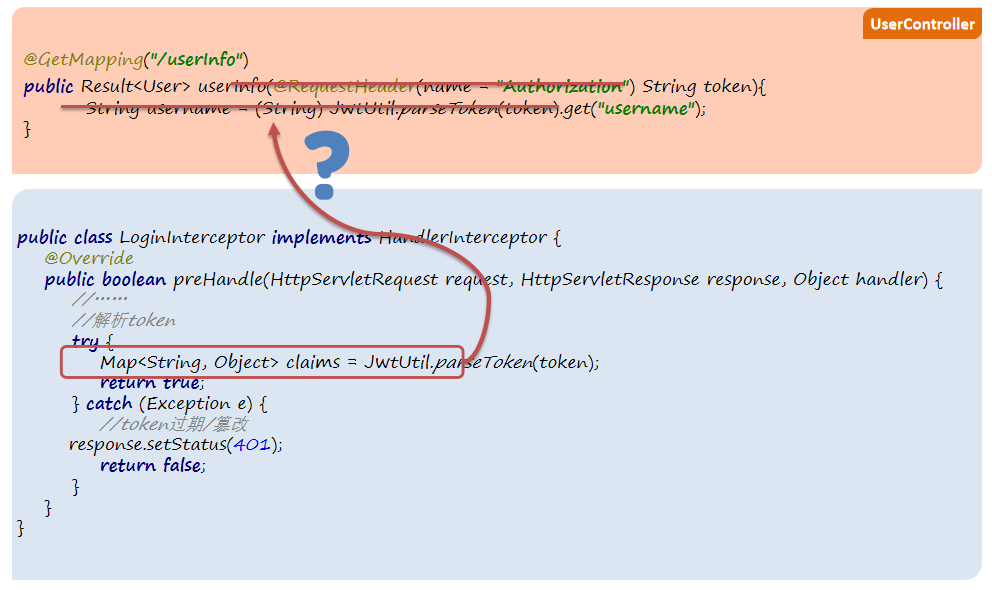 UserController
@GetMapping("/userInfo")
public Result<User> userInfo(@RequestHeader(name = "Authorization") String token){
String username = (String) JwtUtil.parseToken(token).get("username");
}
?
public class LoginInterceptor implements HandlerInterceptor {
@Override
public boolean preHandle(HttpServletRequest request, HttpServletResponse response, Object handler) {
//……
//解析token
try {
Map<String, Object> claims = JwtUtil.parseToken(token);
return true;
} catch (Exception e) {
//token过期/篡改
response.setStatus(401);
return false;
}
}
}